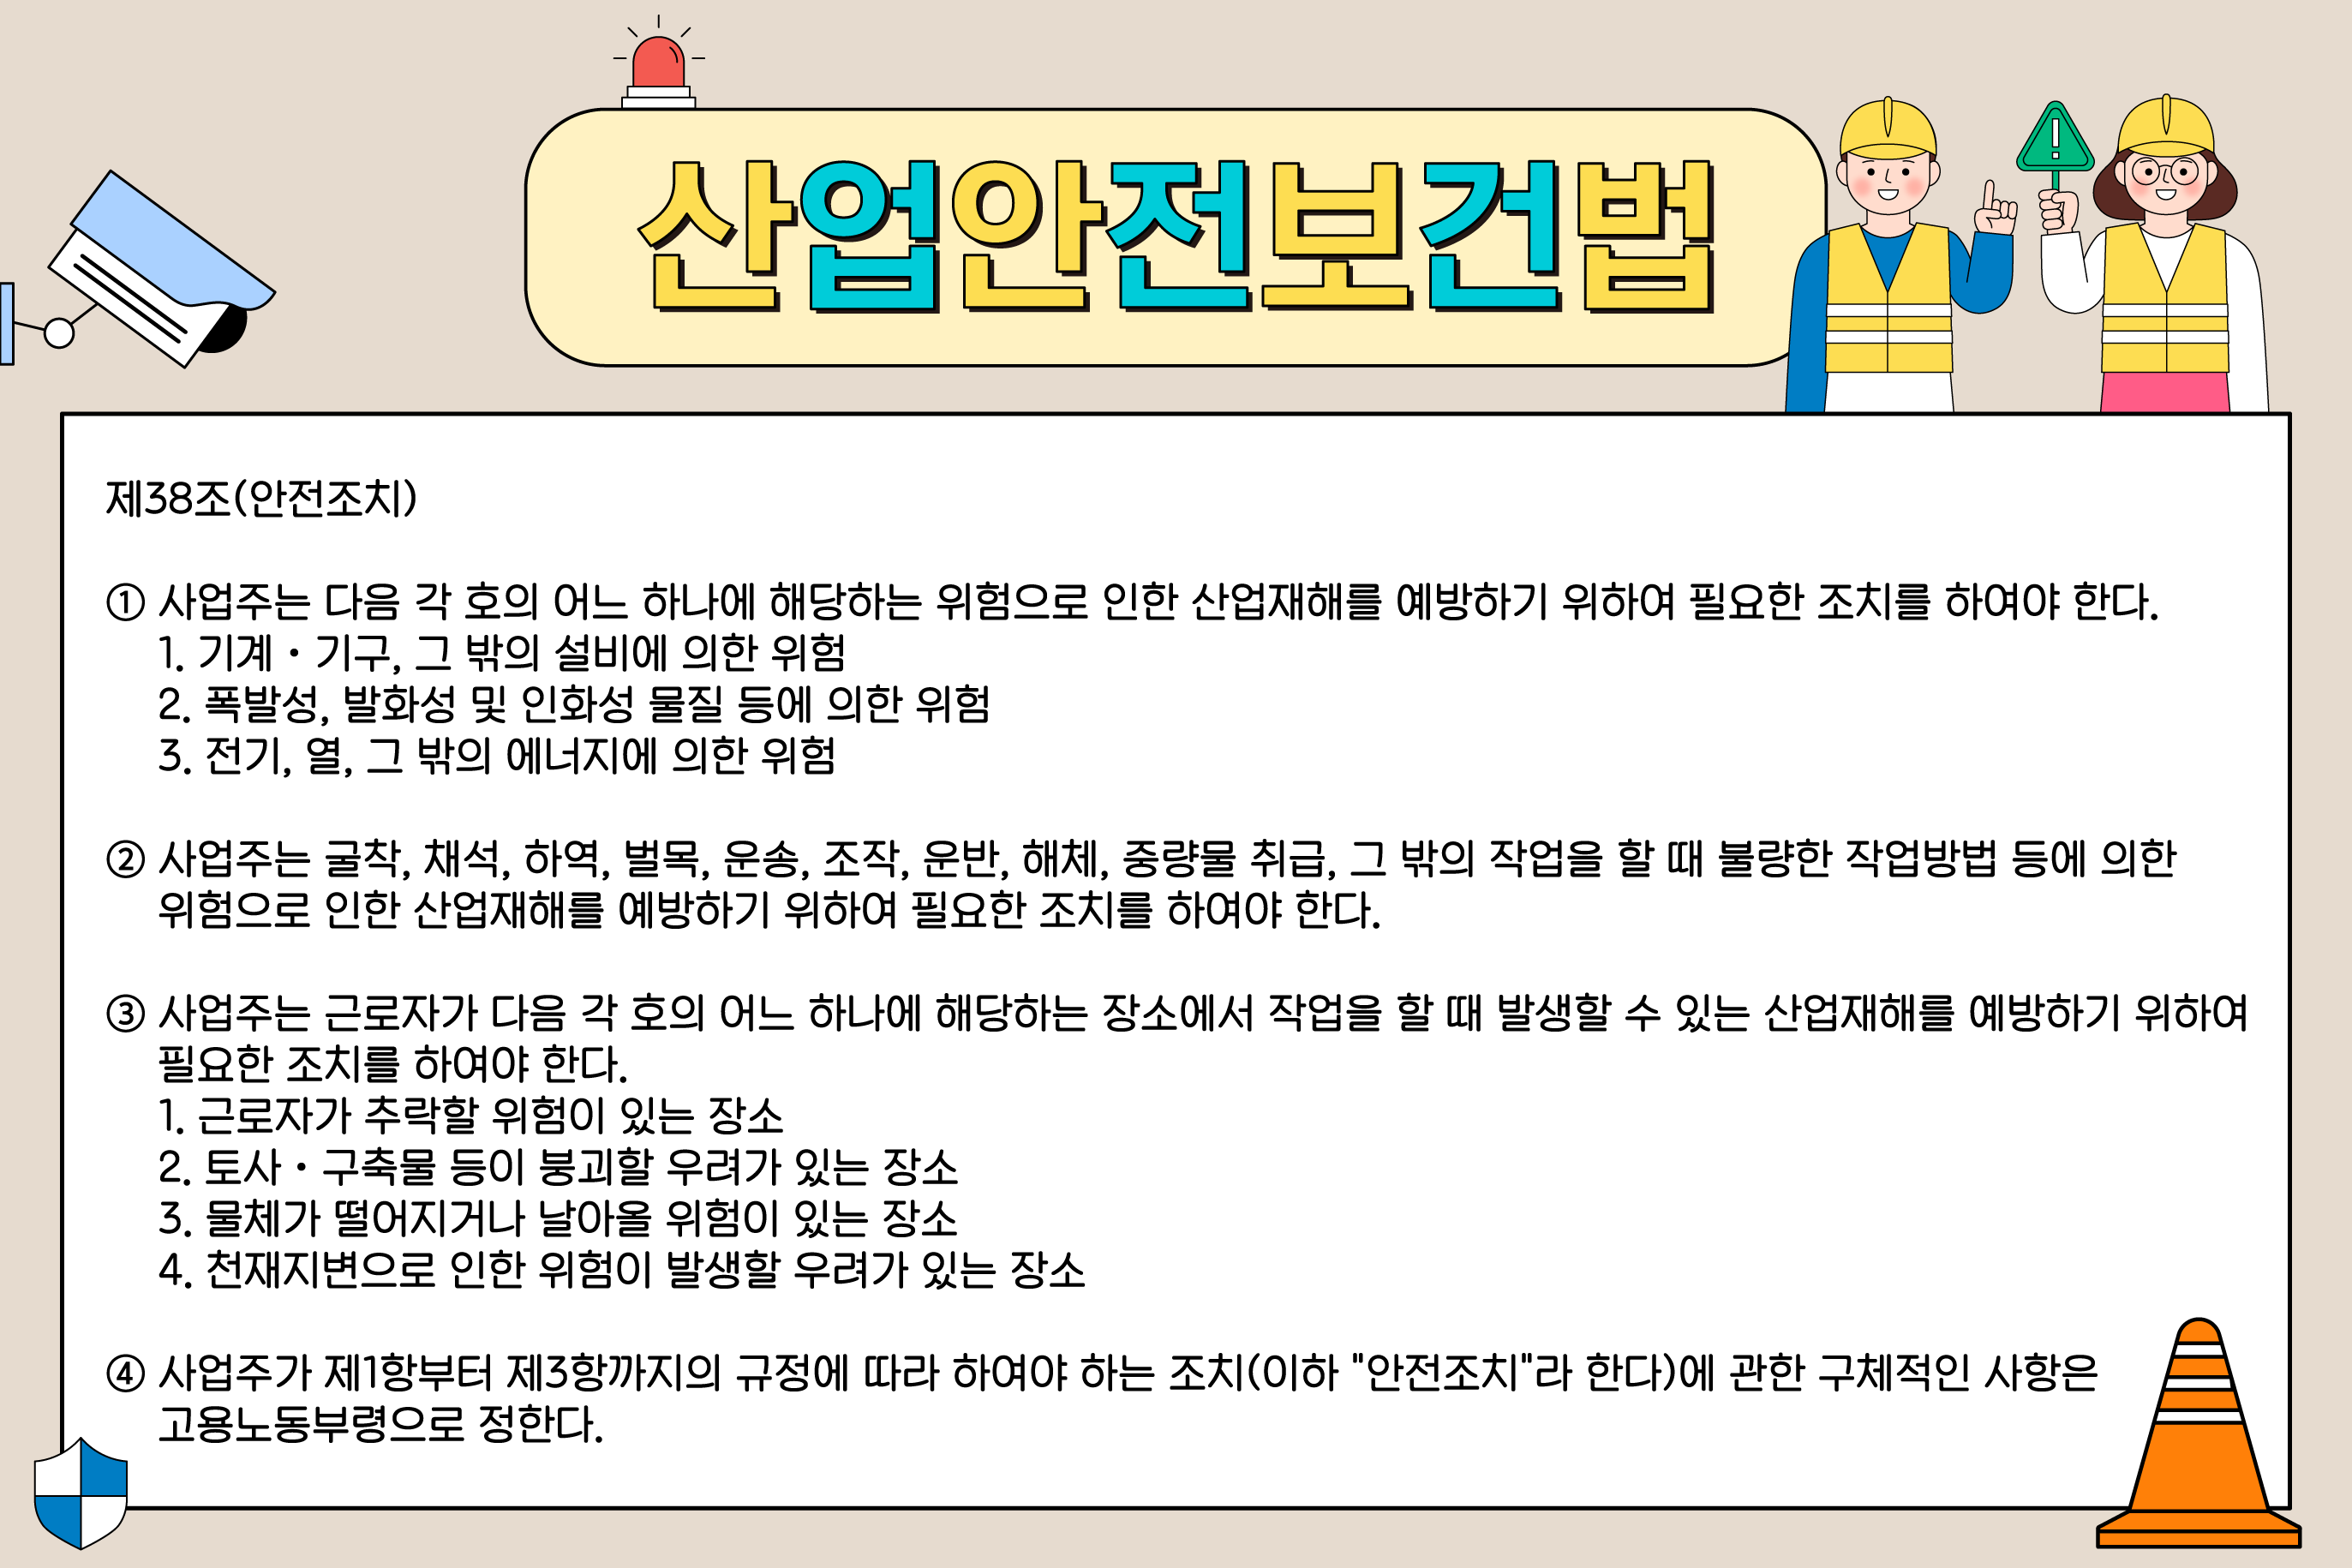 산업안전보건법
제38조(안전조치)
① 사업주는 다음 각 호의 어느 하나에 해당하는 위험으로 인한 산업재해를 예방하기 위하여 필요한 조치를 하여야 한다.
1. 기계・기구, 그 밖의 설비에 의한 위험
2. 폭발성, 발화성 및 인화성 물질 등에 의한 위험
3. 전기, 열, 그 밖의 에너지에 의한 위험
② 사업주는 굴착, 채석, 하역, 벌목, 운송, 조작, 운반, 해체, 중량물 취급, 그 밖의 작업을 할 때 불량한 작업방법 등에 의한
위험으로 인한 산업재해를 예방하기 위하여 필요한 조치를 하여야 한다.
③ 사업주는 근로자가 다음 각 호의 어느 하나에 해당하는 장소에서 작업을 할 때 발생할 수 있는 산업재해를 예방하기 위하여
필요한 조치를 하여야 한다.
1. 근로자가 추락할 위험이 있는 장소
2. 토사・구축물 등이 붕괴할 우려가 있는 장소
3. 물체가 떨어지거나 날아올 위험이 있는 장소
4. 천재지변으로 인한 위험이 발생할 우려가 있는 장소
④ 사업주가 제1항부터 제3항까지의 규정에 따라 하여야 하는 조치(이하 "안전조치"라 한다)에 관한 구체적인 사항은
고용노동부령으로 정한다.